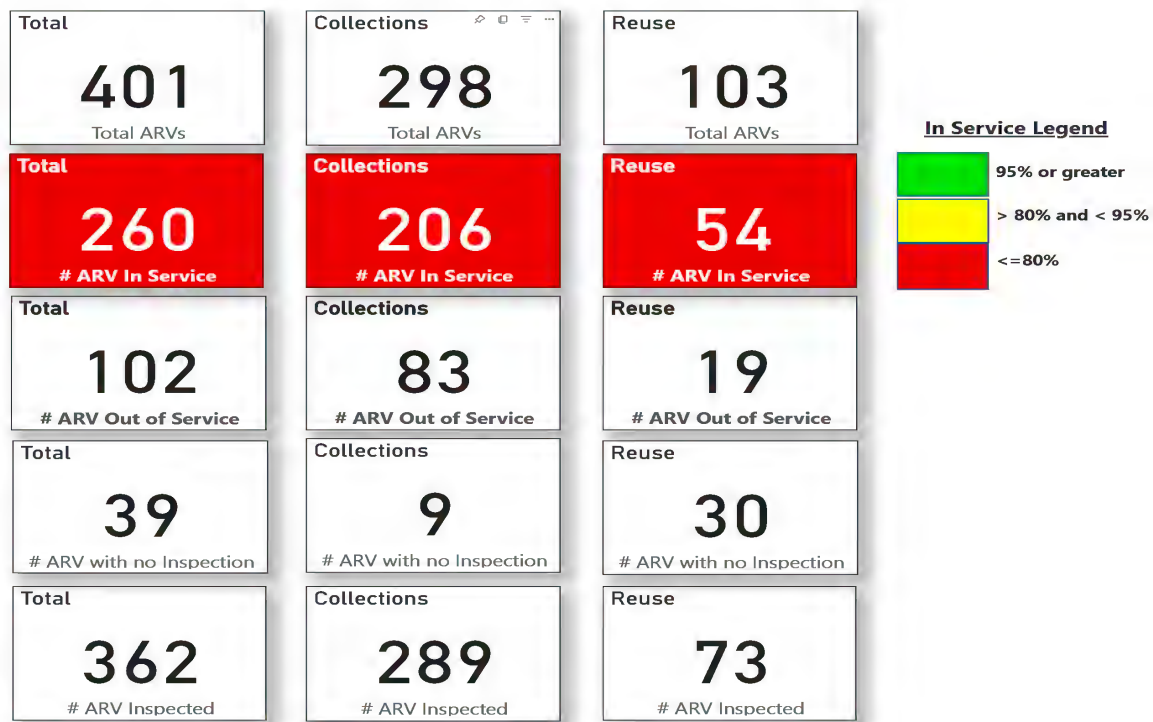 Total
401
Total ARVs
Collections
298
Total ARVs
Reuse
103
Total ARVs
Total
260
# ARV In Service
Collections
206
# ARV In Service
Reuse
54
# ARV In Service
Total
102
# ARV Out of Service
Collections
83
# ARV Out of Service
Reuse
19
# ARV Out of Service
Total
39
# ARV with no Inspection
Collections
9
# ARV with no Inspection
Reuse
30
# ARV with no Inspection
Total
362
# ARV Inspected
Collections
289
# ARV Inspected
Reuse
73
# ARV Inspected
In Service Legend
95% or greater
> 80% and < 95%
<=80%